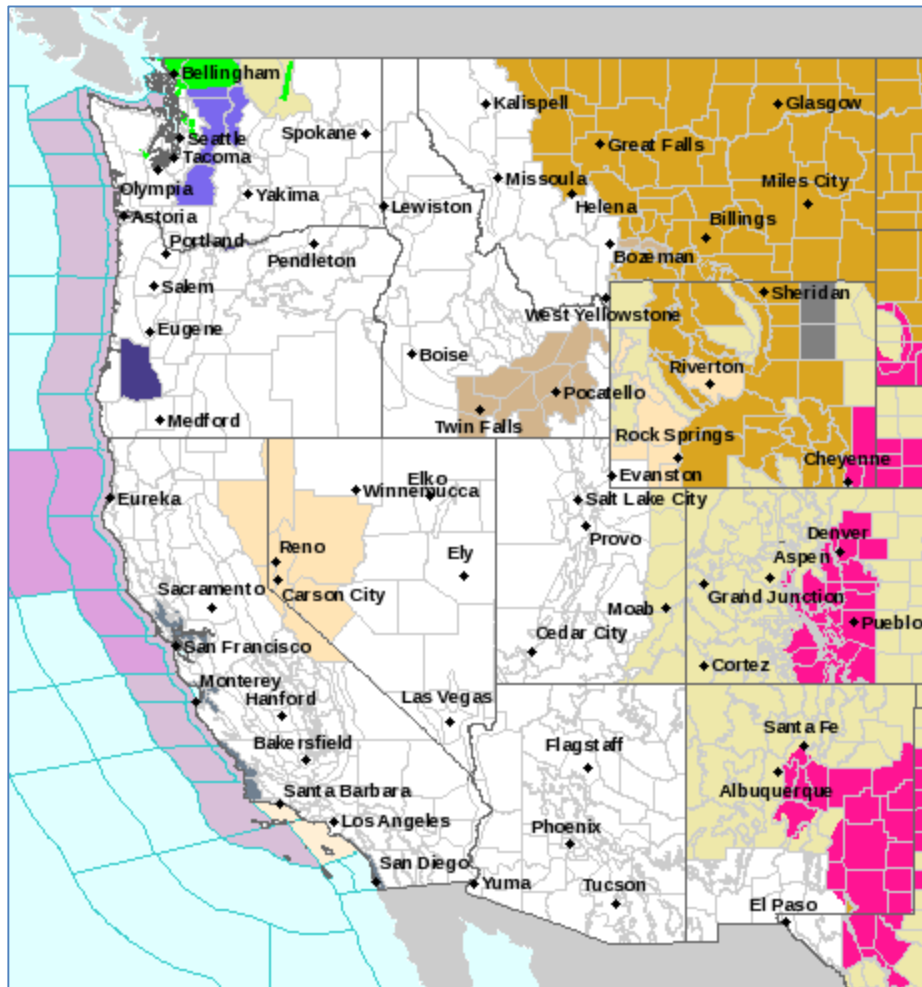 Bellingham
Kalispell
Glasgow
Spokane
Seattle
Great Falls
Tacoma
Missoula
Miles City
Olympia
Yakima
Lewiston
Helena
Astoria
Billings
Portland
Pendleton
Bozeman
Salem
Sheridan
West Yellowstone
Eugene
Boise
Riverton
Pocatello
Medford
Twin Falls
Rock Springs
Cheyenne
Evanston
Elko
Winnemucca
Eureka
Salt Lake City
Denver
Provo
Reno
Ely
Aspen
Sacramento
Carson City
Grand Junction
Moab
Pueblo
Cedar City
San Francisco
Cortez
Monterey
Hanford
Las Vegas
Santa Fe
Bakersfield
Flagstaff
Santa Barbara
Albuquerque
Los Angeles
Phoenix
San Diego
Yuma
Tucson
El Paso